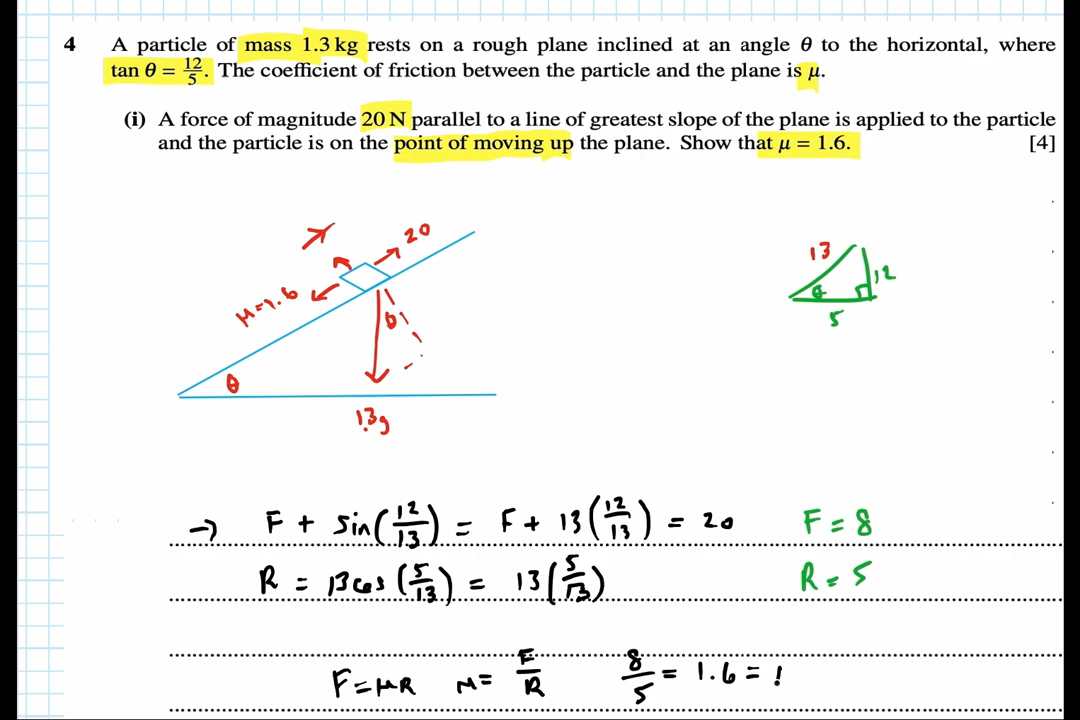 4 A particle of mass 1.3 kg rests on a rough plane inclined at an angle θ to the horizontal, where
tan θ = 12/5. The coefficient of friction between the particle and the plane is μ.
(i) A force of magnitude 20 N parallel to a line of greatest slope of the plane is applied to the particle
and the particle is on the point of moving up the plane. Show that μ = 1.6. [4]
20
13
12
θ
5
μ=1.6
θ
θ
1.3g
→ F + sin(12/13) = F + 13(12/13) = 20 F = 8
R = 13cos(5/13) = 13(5/13) R = 5
F=μR μ= F/R 8/5 = 1.6 = !